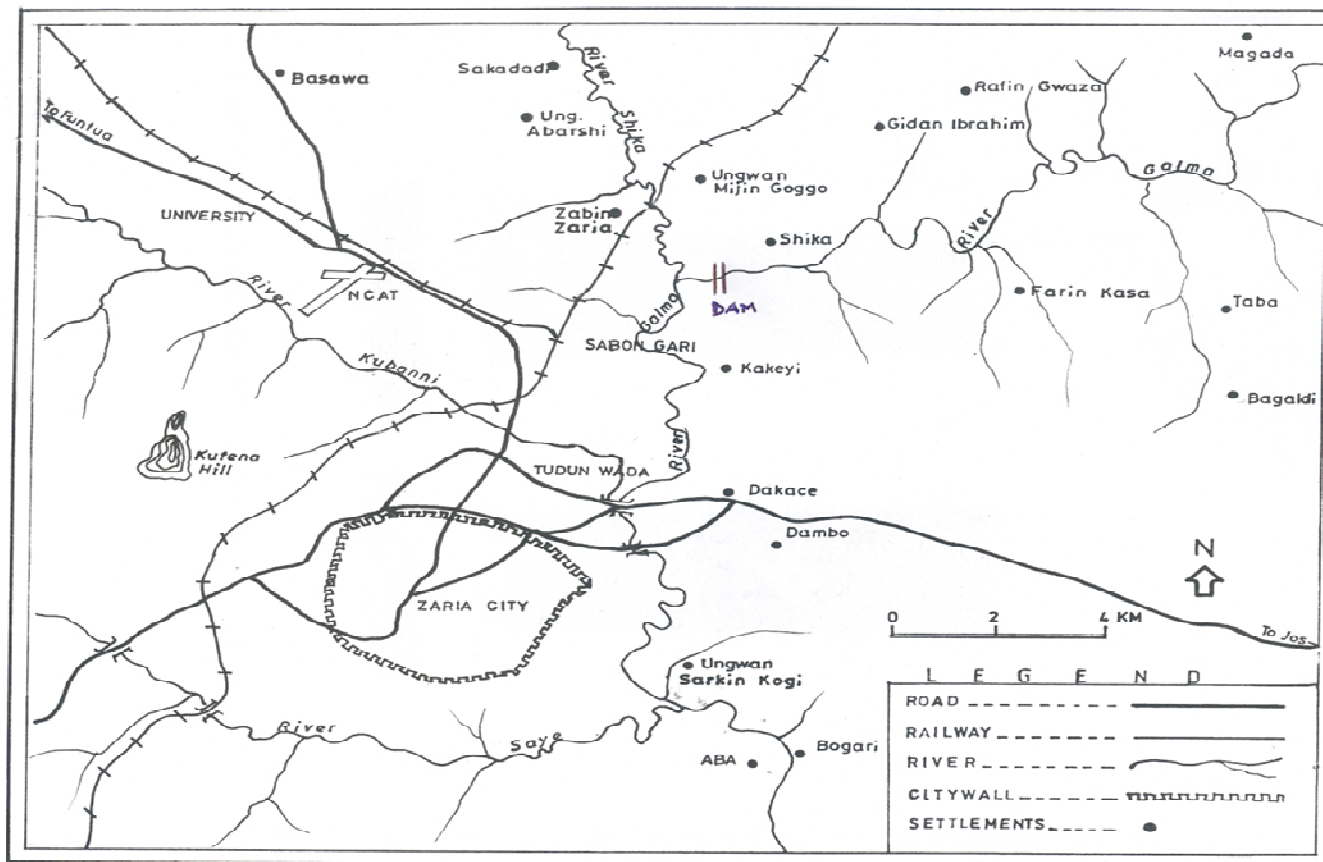 Magada
River
Sakadadi
Basawa
Rafin Gwaza
To Funtua
Ung.
Abarshi
Shika
Gidan Ibrahim
Galma
Ungwan
Mijin Goggo
UNIVERSITY
Zabin
Zaria
River
Shika
River
NCAT
Galma
DAM
Farin Kasa
Taba
SABON GARI
Kubanni
Kakeyi
Bagaldi
River
Kufena
Hill
TUDUN WADA
Dakace
Dambo
N
ZARIA CITY
0 2 4 KM
To Jos
Ungwan
Sarkin Kogi
LEGEND
ROAD
River
Saye
RAILWAY
Bogari
ABA
RIVER
CITYWALL
SETTLEMENTS